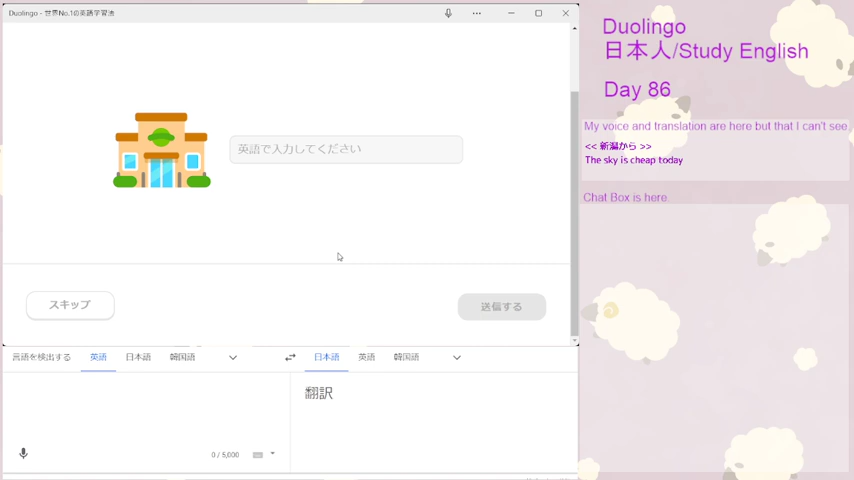 Duolingo - 世界No.1の英語学習法
英語で入力してください
スキップ
送信する
言語を検出する 英語 日本語 韓国語
日本語 英語 韓国語
翻訳
0 / 5,000
Duolingo
日本人/Study English
Day 86
My voice and translation are here but that I can't see
<< 新潟から >>
The sky is cheap today
Chat Box is here.